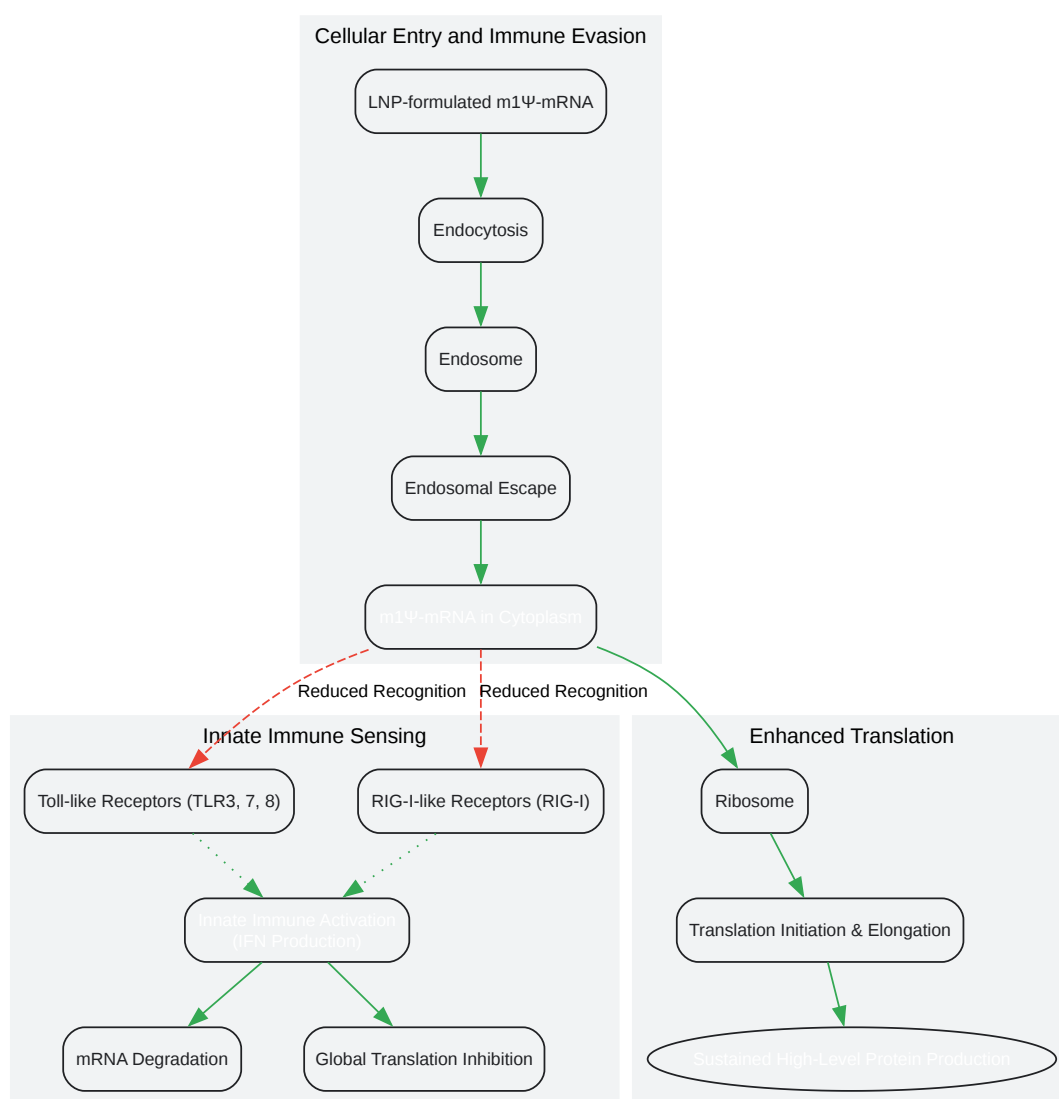 Cellular Entry and Immune Evasion
LNP-formulated m1Ψ-mRNA
Endocytosis
Endosome
Endosomal Escape
m1Ψ-mRNA in Cytoplasm
Reduced Recognition
Reduced Recognition
Innate Immune Sensing
Enhanced Translation
Toll-like Receptors (TLR3, 7, 8)
RIG-I-like Receptors (RIG-I)
Ribosome
Innate Immune Activation
(IFN Production)
Translation Initiation & Elongation
mRNA Degradation
Global Translation Inhibition
Sustained High-Level Protein Production